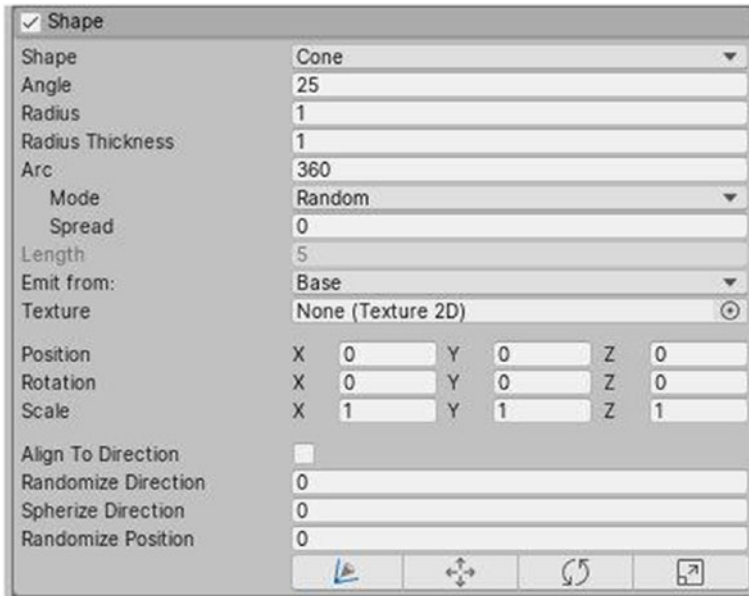 Shape
Shape Cone
Angle 25
Radius 1
Radius Thickness 1
Arc 360
Mode Random
Spread 0
Length 5
Emit from: Base
Texture None (Texture 2D)
Position X 0 Y 0 Z 0
Rotation X 0 Y 0 Z 0
Scale X 1 Y 1 Z 1
Align To Direction
Randomize Direction 0
Spherize Direction 0
Randomize Position 0